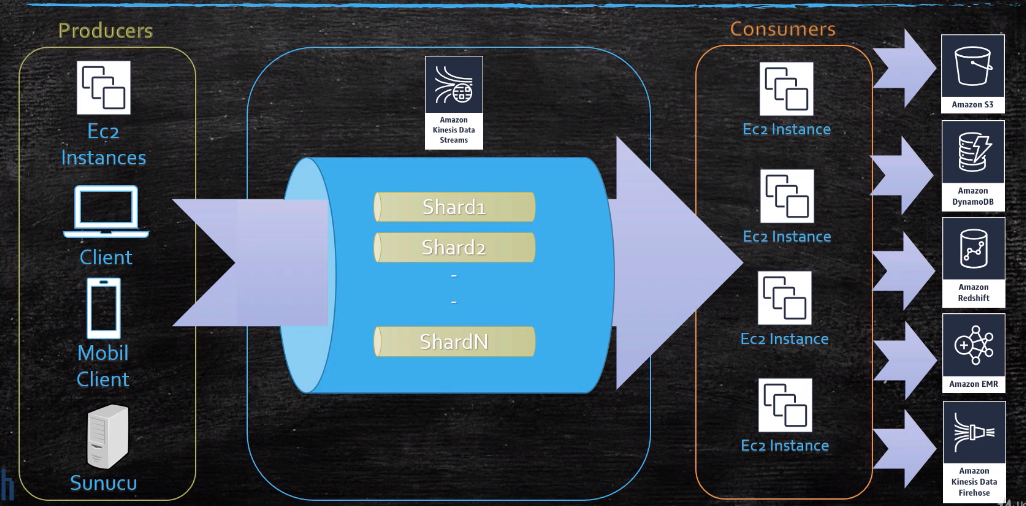 Producers
Ec2
Instances
Client
Mobil
Client
Sunucu
Amazon
Kinesis Data
Streams
Shard1
Shard2
-
-
ShardN
Consumers
Ec2 Instance
Ec2 Instance
Ec2 Instance
Ec2 Instance
Amazon S3
Amazon
DynamoDB
Amazon
Redshift
Amazon EMR
Amazon
Kinesis Data
Firehose
h